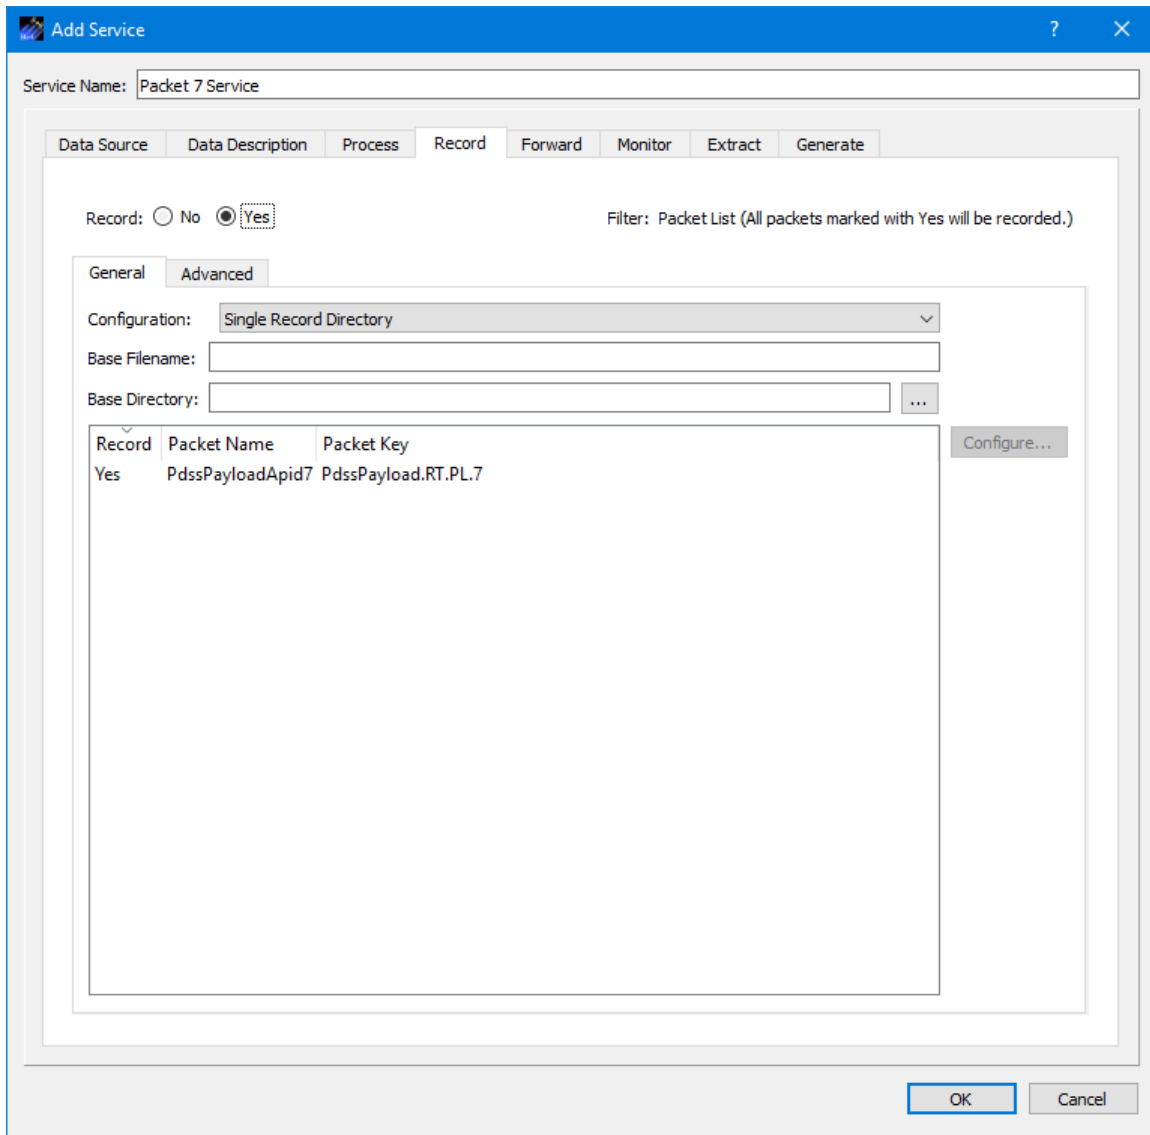 Add Service
?
Service Name: Packet 7 Service
Data Source Data Description Process Record Forward Monitor Extract Generate
Record: No Yes Filter: Packet List (All packets marked with Yes will be recorded.)
General Advanced
Configuration: Single Record Directory
Base Filename:
Base Directory: ...
Record Packet Name Packet Key Configure...
Yes PdssPayloadApid7 PdssPayload.RT.PL.7
OK Cancel